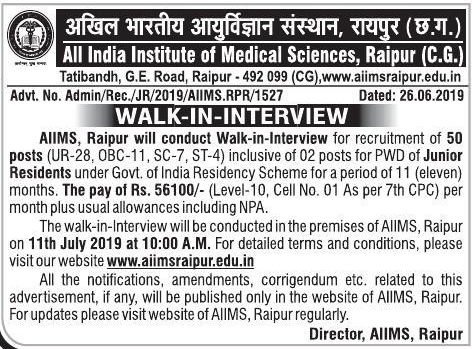 अखिल भारतीय आयुर्विज्ञान संस्थान, रायपुर (छ.ग.)
All India Institute of Medical Sciences, Raipur (C.G.)
Tatibandh, G.E. Road, Raipur - 492 099 (CG),www.aiimsraipur.edu.in
Advt. No. Admin/Rec./JR/2019/AIIMS.RPR/1527 Dated: 26.06.2019
WALK-IN-INTERVIEW
AIIMS, Raipur will conduct Walk-in-Interview for recruitment of 50
posts (UR-28, OBC-11, SC-7, ST-4) inclusive of 02 posts for PWD of Junior
Residents under Govt. of India Residency Scheme for a period of 11 (eleven)
months. The pay of Rs. 56100/- (Level-10, Cell No. 01 As per 7th CPC) per
month plus usual allowances including NPA.
The walk-in-Interview will be conducted in the premises of AIIMS, Raipur
on 11th July 2019 at 10:00 A.M. For detailed terms and conditions, please
visit our website www.aiimsraipur.edu.in
All the notifications, amendments, corrigendum etc. related to this
advertisement, if any, will be published only in the website of AIIMS, Raipur.
For updates please visit website of AIIMS, Raipur regularly.
Director, AIIMS, Raipur